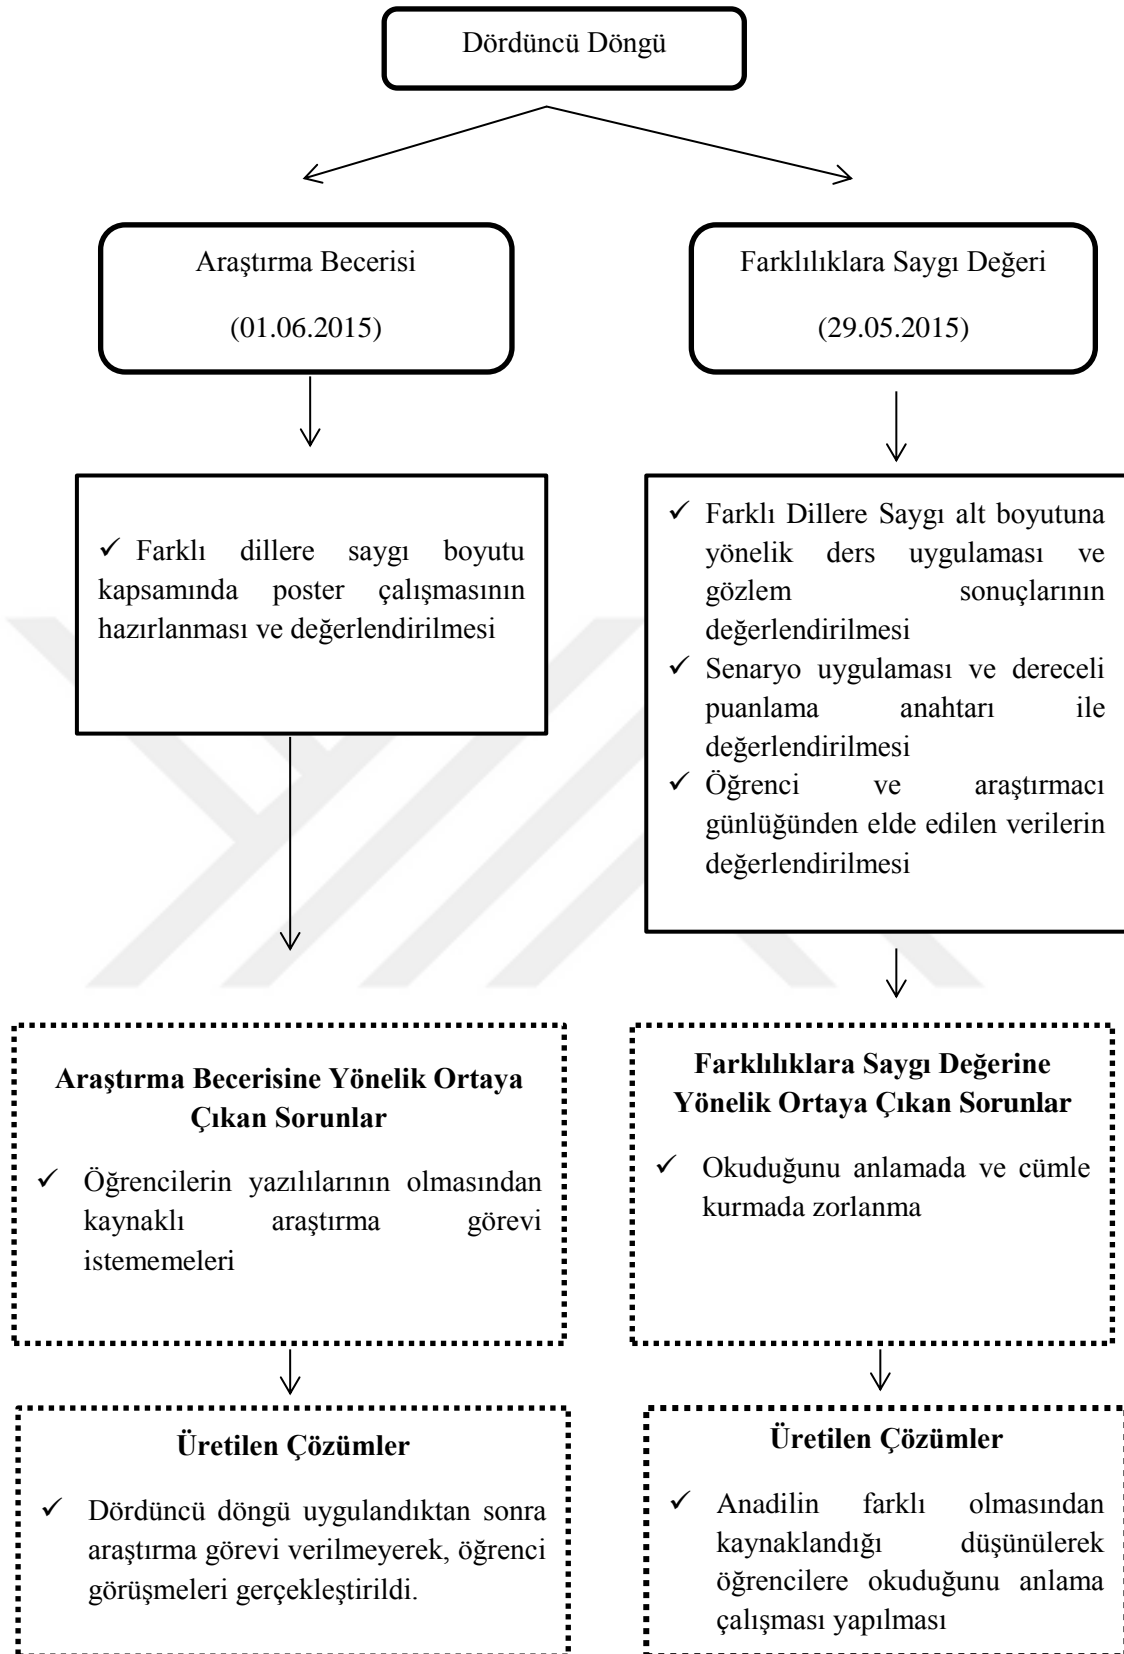 Dördüncü Döngü
Araştırma Becerisi
(01.06.2015)
Farklılıklara Saygı Değeri
(29.05.2015)
✓ Farklı dillere saygı boyutu
kapsamında poster çalışmasının
hazırlanması ve değerlendirilmesi
✓ Farklı Dillere Saygı alt boyutuna
yönelik ders uygulaması ve
gözlem sonuçlarının
değerlendirilmesi
✓ Senaryo uygulaması ve dereceli
puanlama anahtarı ile
değerlendirilmesi
✓ Öğrenci ve araştırmacı
günlüğünden elde edilen verilerin
değerlendirilmesi
Araştırma Becerisine Yönelik Ortaya
Çıkan Sorunlar
✓ Öğrencilerin yazılılarının olmasından
kaynaklı araştırma görevi
istememeleri
Farklılıklara Saygı Değerine
Yönelik Ortaya Çıkan Sorunlar
✓ Okuduğunu anlamada ve cümle
kurmada zorlanma
Üretilen Çözümler
✓ Dördüncü döngü uygulandıktan sonra
araştırma görevi verilmeyerek, öğrenci
görüşmeleri gerçekleştirildi.
Üretilen Çözümler
✓ Anadilin farklı olmasından
kaynaklandığı düşünülerek
öğrencilere okuduğunu anlama
çalışması yapılması